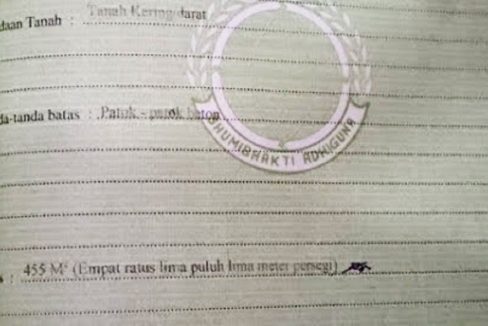 daan Tanah : Tanah Kering/darat
da-tanda batas : Patok - patok beton
BHUMIBHAKTI ADHIGUNA
s : 455 M² (Empat ratus lima puluh lima meter persegi)